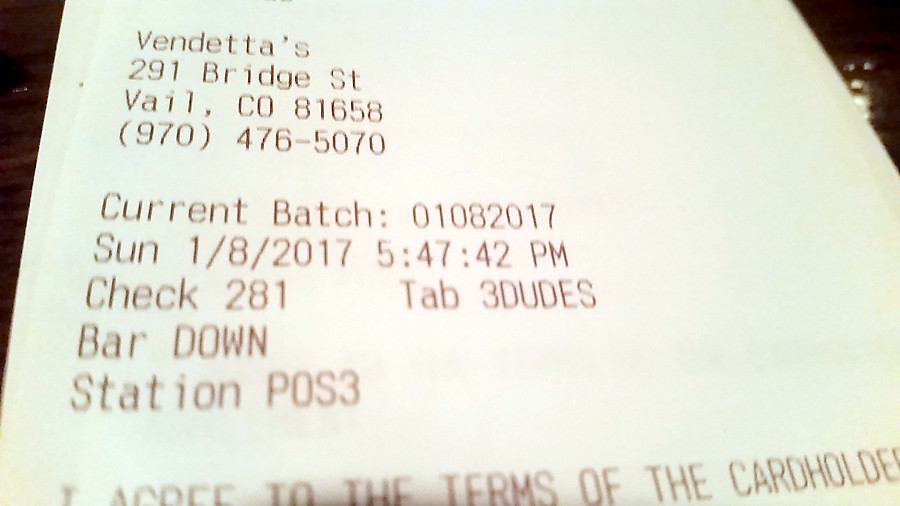 Vendetta's
291 Bridge St
Vail, CO 81658
(970) 476-5070
Current Batch: 01082017
Sun 1/8/2017 5:47:42 PM
Check 281 Tab 3DUDES
Bar DOWN
Station POS3
I AGREE TO THE TERMS OF THE CARDHOLDER